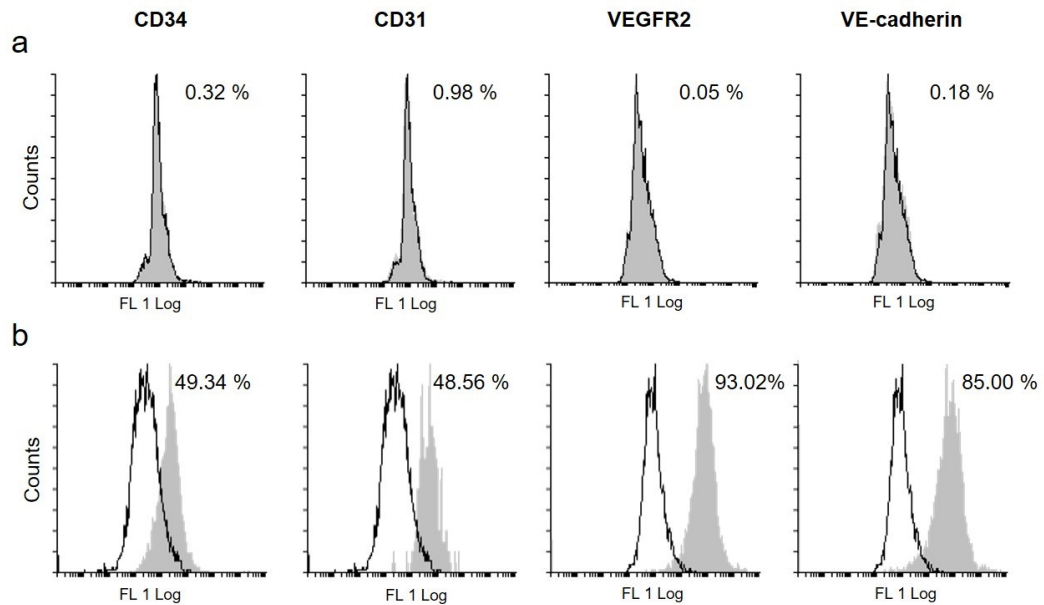 CD34 CD31 VEGFR2 VE-cadherin
a
0.32 % 0.98 % 0.05 % 0.18 %
Counts
FL 1 Log FL 1 Log FL 1 Log FL 1 Log
b
49.34 % 48.56 % 93.02% 85.00 %
Counts
FL 1 Log FL 1 Log FL 1 Log FL 1 Log